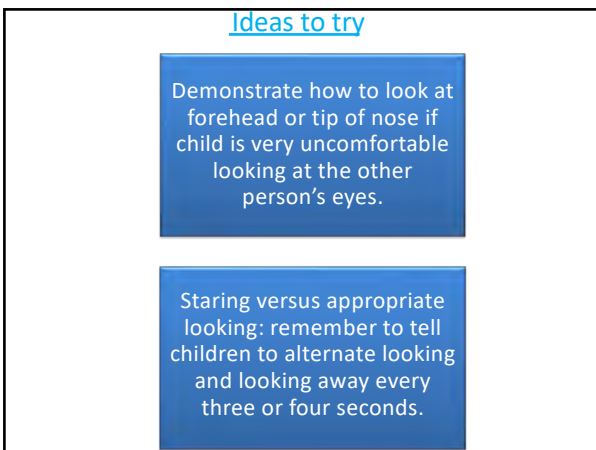 Ideas to try
Demonstrate how to look at
forehead or tip of nose if
child is very uncomfortable
looking at the other
person’s eyes.
Staring versus appropriate
looking: remember to tell
children to alternate looking
and looking away every
three or four seconds.